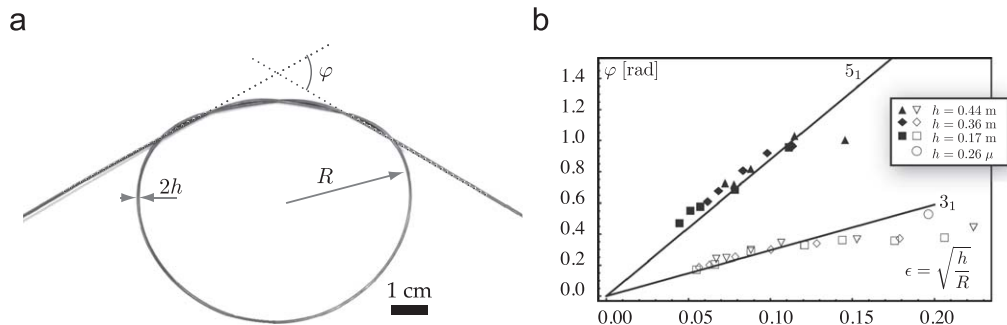 a
φ
R
2h
1 cm
b
φ [rad]
5₁
1.4
1.2
1.0
0.8
0.6
0.4
0.2
0.0
h = 0.44 m
h = 0.36 m
h = 0.17 m
h = 0.26 μ
3₁
ϵ = √(h/R)
0.00 0.05 0.10 0.15 0.20